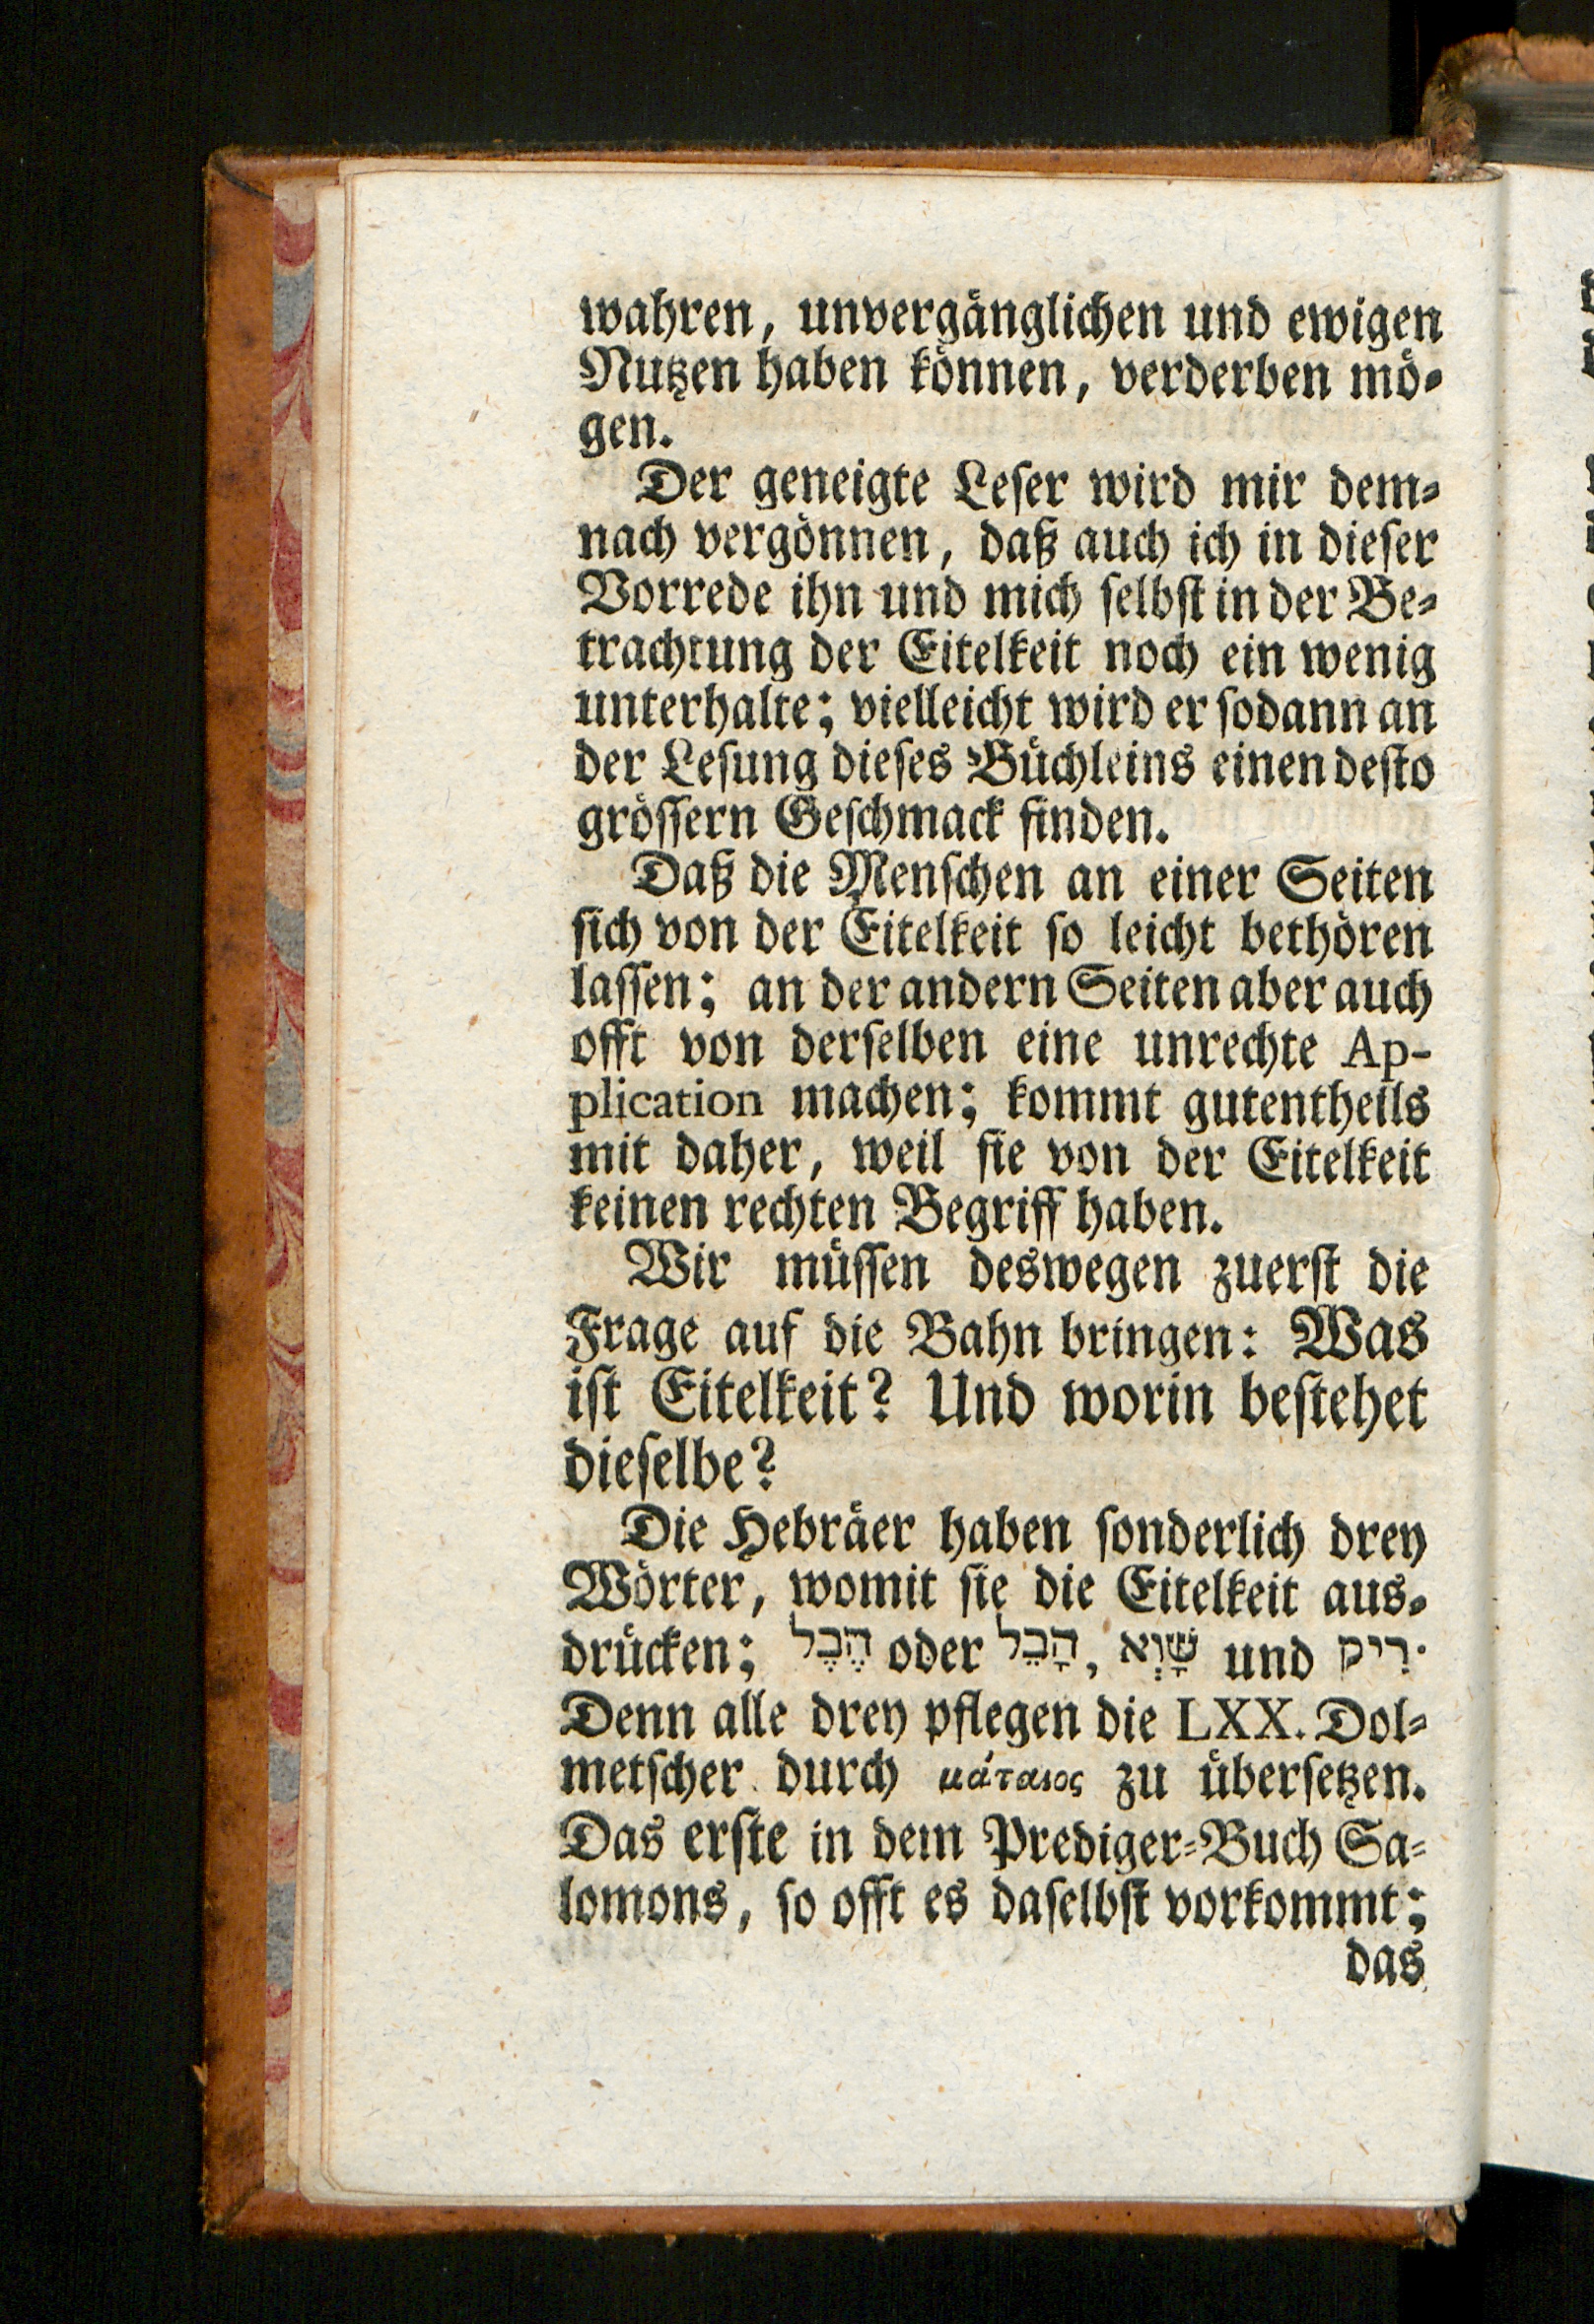 wahren, unvergänglichen und ewigen
Nutzen haben können, verderben mö⸗
gen.
Der geneigte Leſer wird mir dem⸗
nach vergönnen, daß auch ich in dieſer
Vorrede ihn und mich ſelbſt in der Be⸗
trachtung der Eitelkeit noch ein wenig
unterhalte; vielleicht wird er ſodann an
der Leſung dieſes Büchleins einen deſto
gröſſern Geſchmack finden.
Daß die Menſchen an einer Seiten
ſich von der Eitelkeit ſo leicht bethören
laſſen; an der andern Seiten aber auch
offt von derſelben eine unrechte Ap-
plication machen; kommt gutentheils
mit daher, weil ſie von der Eitelkeit
keinen rechten Begriff haben.
Wir müſſen deswegen zuerſt die
Frage auf die Bahn bringen: Was
iſt Eitelkeit? Und worin beſtehet
dieſelbe?
Die Hebräer haben ſonderlich drey
Wörter, womit ſie die Eitelkeit aus⸗
drücken; הֶבֶל oder הָבֵל, שָׁוְא und רִיק.
Denn alle drey pflegen die LXX. Dol⸗
metſcher durch μάταιος zu überſetzen.
Das erſte in dem Prediger⸗Buch Sa⸗
lomons, ſo offt es daſelbſt vorkommt;
das